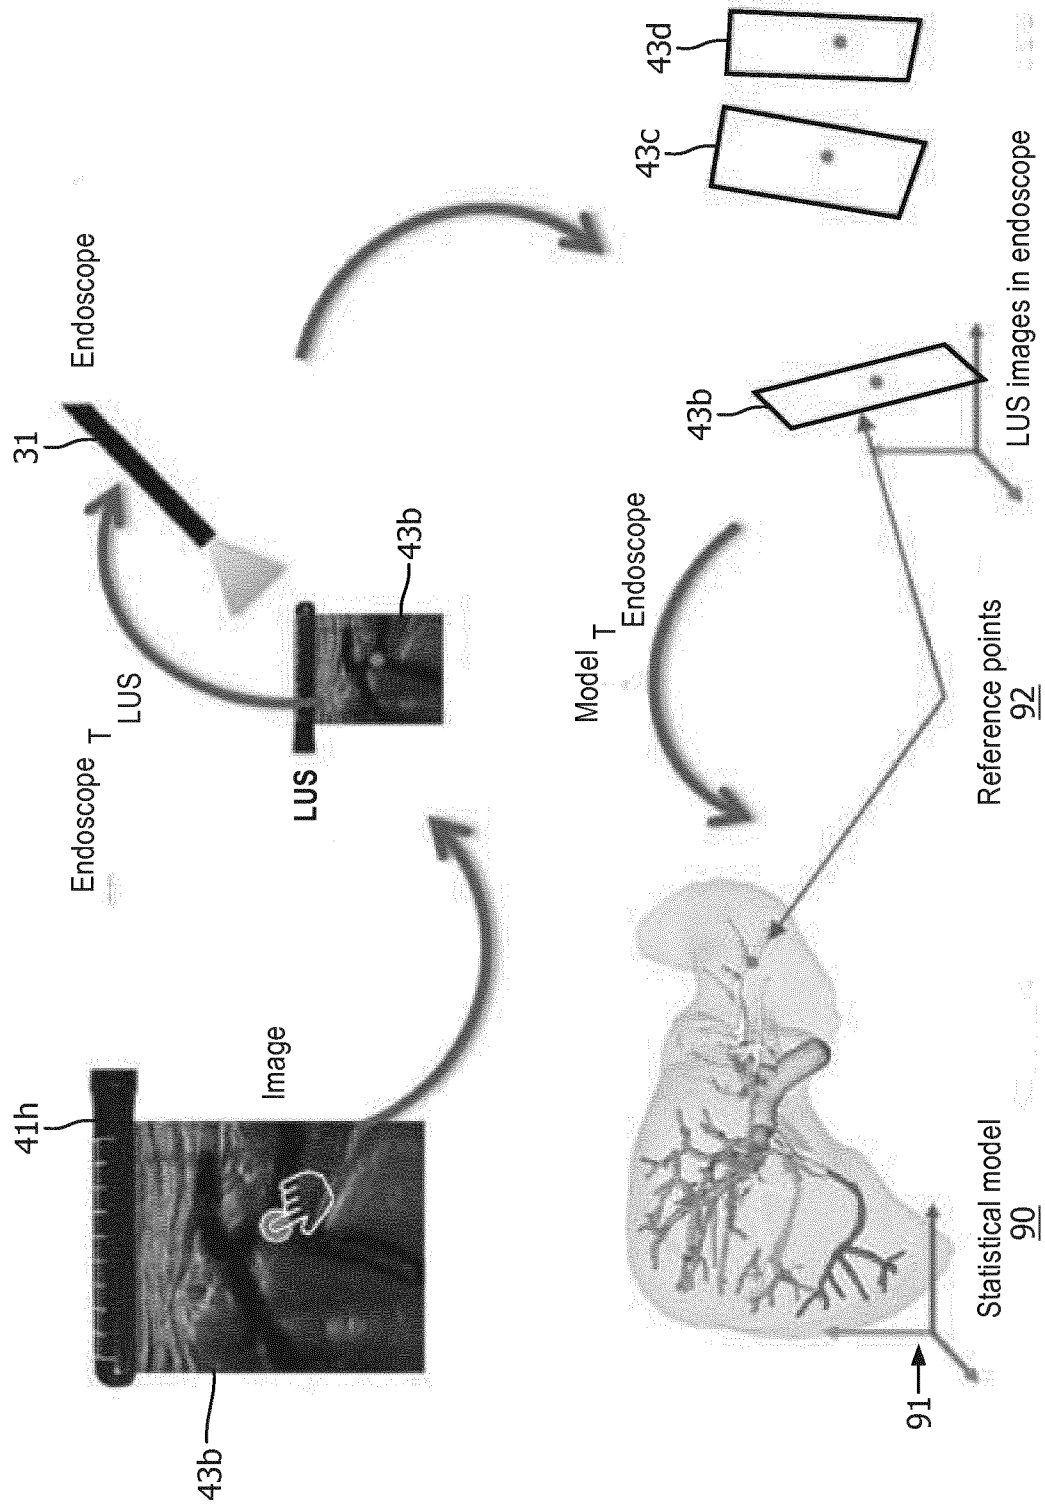 41h
43b
Image
Endoscope T LUS
LUS
31
Endoscope
43b
Model T Endoscope
43b
43c
43d
91
Statistical model
90
Reference points
92
LUS images in endoscope